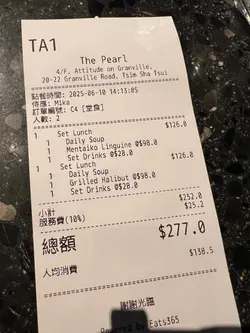 TA1
The Pearl
4/F, Attitude on Granville,
20-22 Granville Road, Tsim Sha Tsui
點餐時間: 2025-06-10 14:13:05
侍應: Mika
訂單編號: C4 [堂食]
人數: 2
1 Set Lunch $126.0
1 Daily Soup
1 Mentaiko Linguine @$98.0
1 Set Drinks @$28.0
1 Set Lunch $126.0
1 Daily Soup
1 Grilled Halibut @$98.0
1 Set Drinks @$28.0
小計 $252.0
服務費(10%) $25.2
總額 $277.0
人均消費 $138.5
謝謝光臨
Powered by Eats365